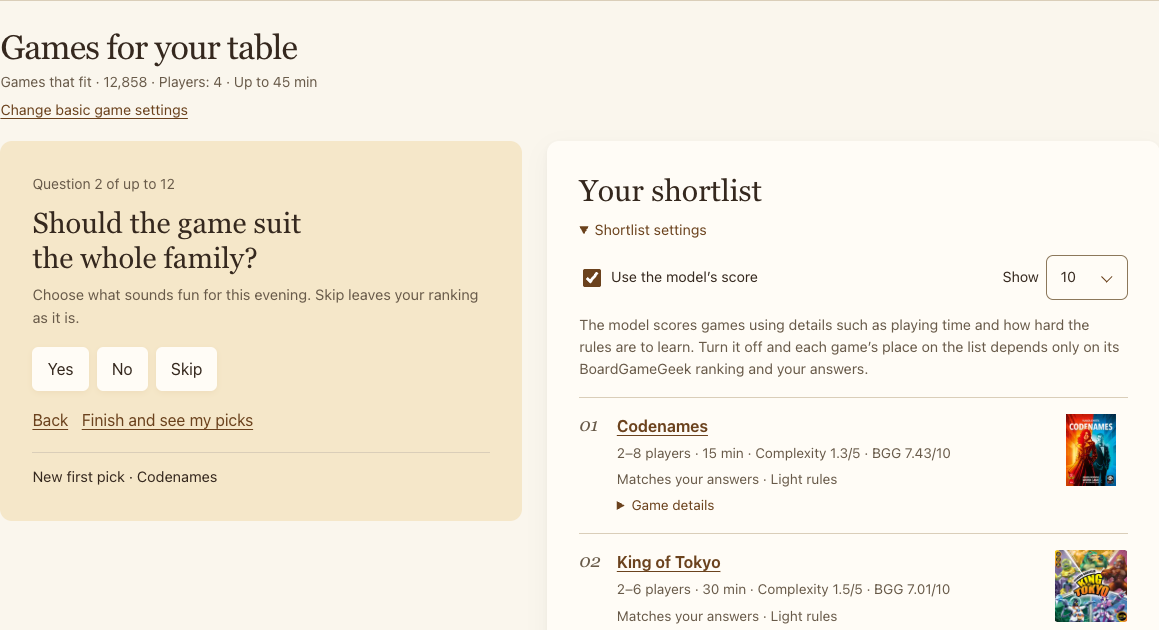 Games for your table
Games that fit · 12,858 · Players: 4 · Up to 45 min
Change basic game settings
Question 2 of up to 12
Should the game suit
the whole family?
Choose what sounds fun for this evening. Skip leaves your ranking
as it is.
Yes
No
Skip
Back
Finish and see my picks
New first pick · Codenames
Your shortlist
▼ Shortlist settings
Use the model's score
Show
10
The model scores games using details such as playing time and how hard the
rules are to learn. Turn it off and each game's place on the list depends only on its
BoardGameGeek ranking and your answers.
01
Codenames
2–8 players · 15 min · Complexity 1.3/5 · BGG 7.43/10
Matches your answers · Light rules
▶ Game details
CODENAMES
02
King of Tokyo
2–6 players · 30 min · Complexity 1.5/5 · BGG 7.01/10
Matches your answers · Light rules
KING
TOKYO